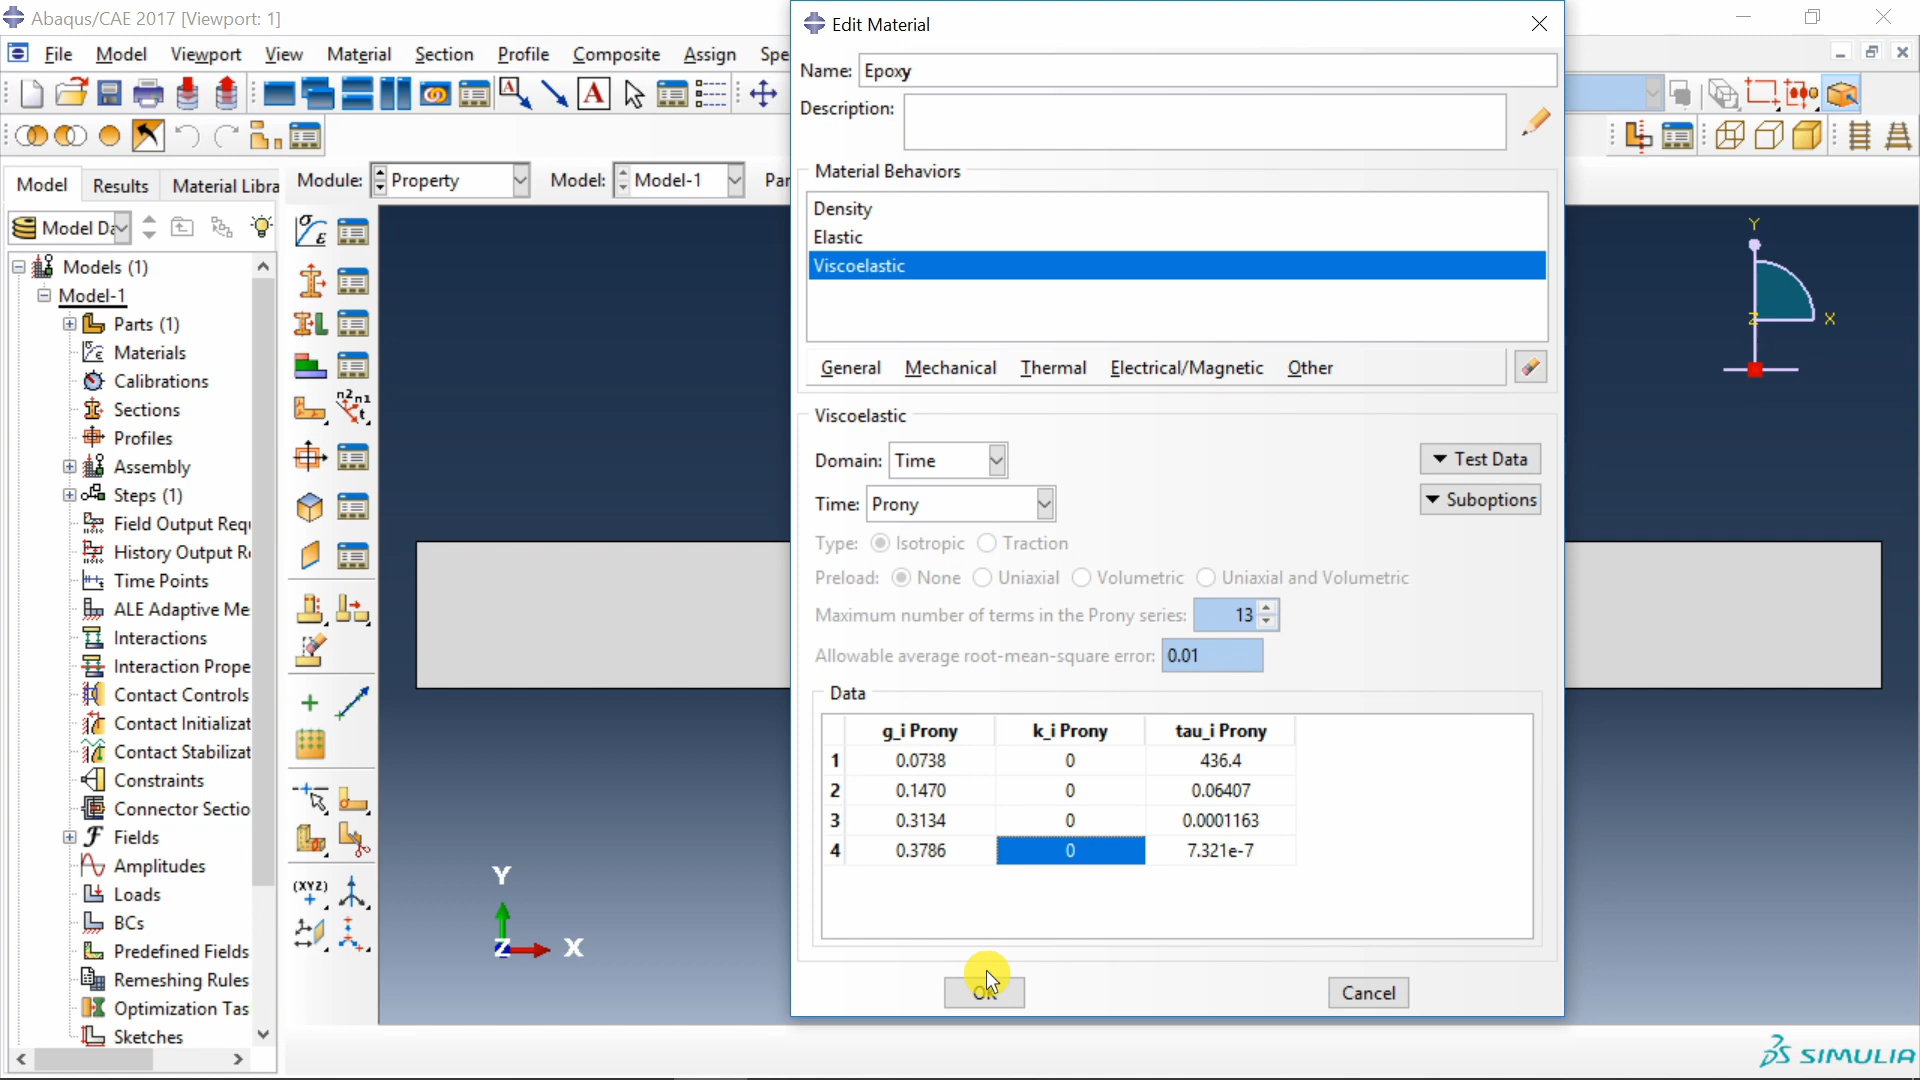 Abaqus/CAE 2017 [Viewport: 1]
File Model Viewport View Material Section Profile Composite Assign Spe
A
A
Model Results Material Libra
Module: Property Model: Model-1 Par
Model Da
Models (1)
Model-1
Parts (1)
Materials
Calibrations
Sections
Profiles
Assembly
Steps (1)
Field Output Requ
History Output R
Time Points
ALE Adaptive Me
Interactions
Interaction Prope
Contact Controls
Contact Initializat
Contact Stabilizat
Constraints
Connector Sectio
Fields
Amplitudes
Loads
BCs
Predefined Fields
Remeshing Rules
Optimization Tas
Sketches
n2 n1
t
(XYZ)
Y
Z X
Edit Material
Name: Epoxy
Description:
Material Behaviors
Density
Elastic
Viscoelastic
General Mechanical Thermal Electrical/Magnetic Other
Viscoelastic
Domain: Time
Test Data
Time: Prony
Suboptions
Type: Isotropic Traction
Preload: None Uniaxial Volumetric Uniaxial and Volumetric
Maximum number of terms in the Prony series: 13
Allowable average root-mean-square error: 0.01
Data
g_i Prony k_i Prony tau_i Prony
1 0.0738 0 436.4
2 0.1470 0 0.06407
3 0.3134 0 0.0001163
4 0.3786 0 7.321e-7
OK Cancel
Y
Z X
SIMULIA